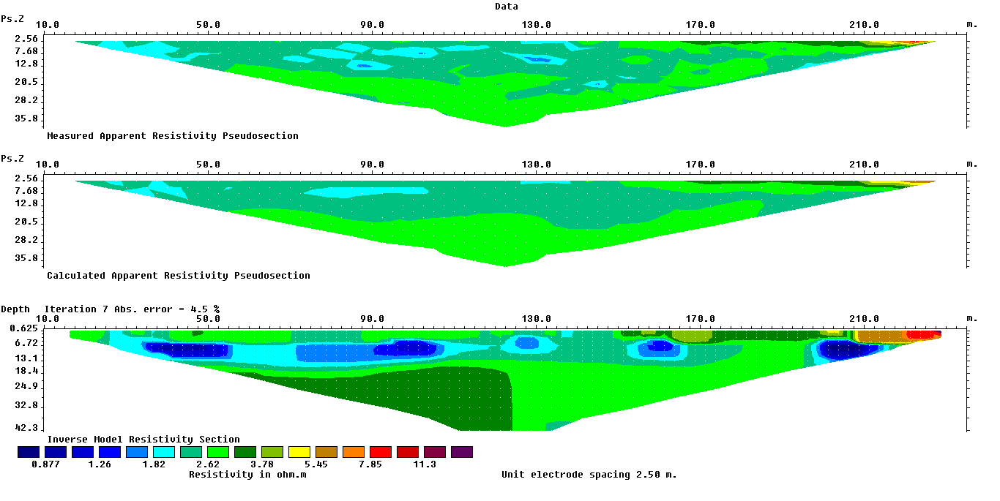 Data
Ps.Z
10.0 50.0 90.0 130.0 170.0 210.0 m.
2.56
7.68
12.8
20.5
28.2
35.8
Measured Apparent Resistivity Pseudosection
Ps.Z
10.0 50.0 90.0 130.0 170.0 210.0 m.
2.56
7.68
12.8
20.5
28.2
35.8
Calculated Apparent Resistivity Pseudosection
Depth Iteration 7 Abs. error = 4.5 %
10.0 50.0 90.0 130.0 170.0 210.0 m.
0.625
6.72
13.1
18.4
24.9
32.8
42.3
Inverse Model Resistivity Section
0.877 1.26 1.82 2.62 3.78 5.45 7.85 11.3
Resistivity in ohm.m Unit electrode spacing 2.50 m.